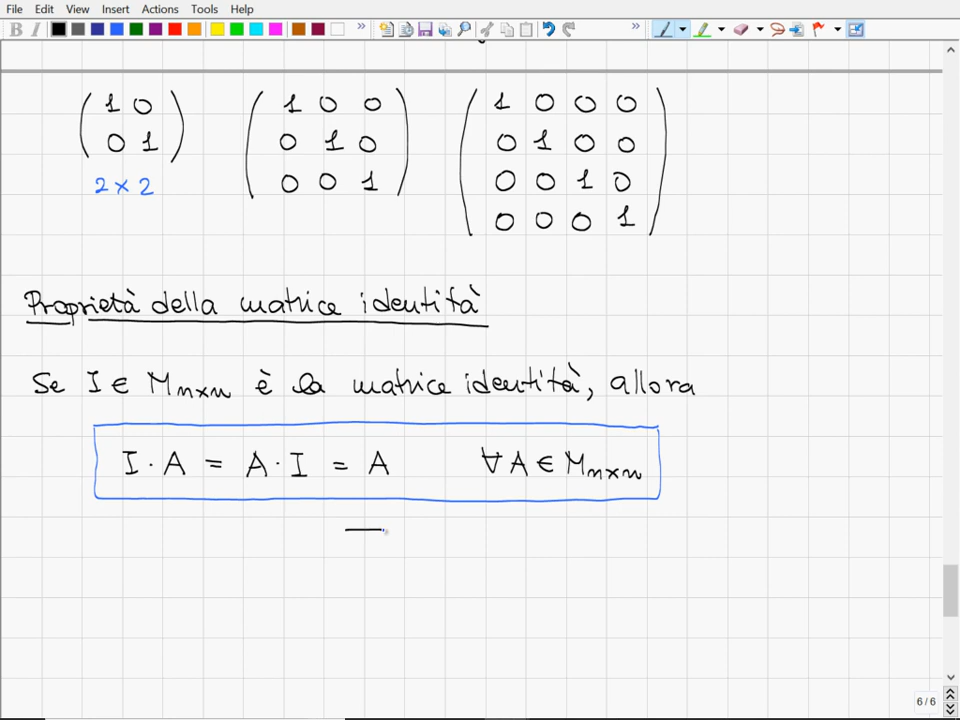 File Edit View Insert Actions Tools Help
B I
1 0
0 1
2 × 2
1 0 0
0 1 0
0 0 1
1 0 0 0
0 1 0 0
0 0 1 0
0 0 0 1
Proprietà della matrice identità
Se I ∈ Mn×n è la matrice identità, allora
I · A = A · I = A ∀ A ∈ Mn×n
6 / 6